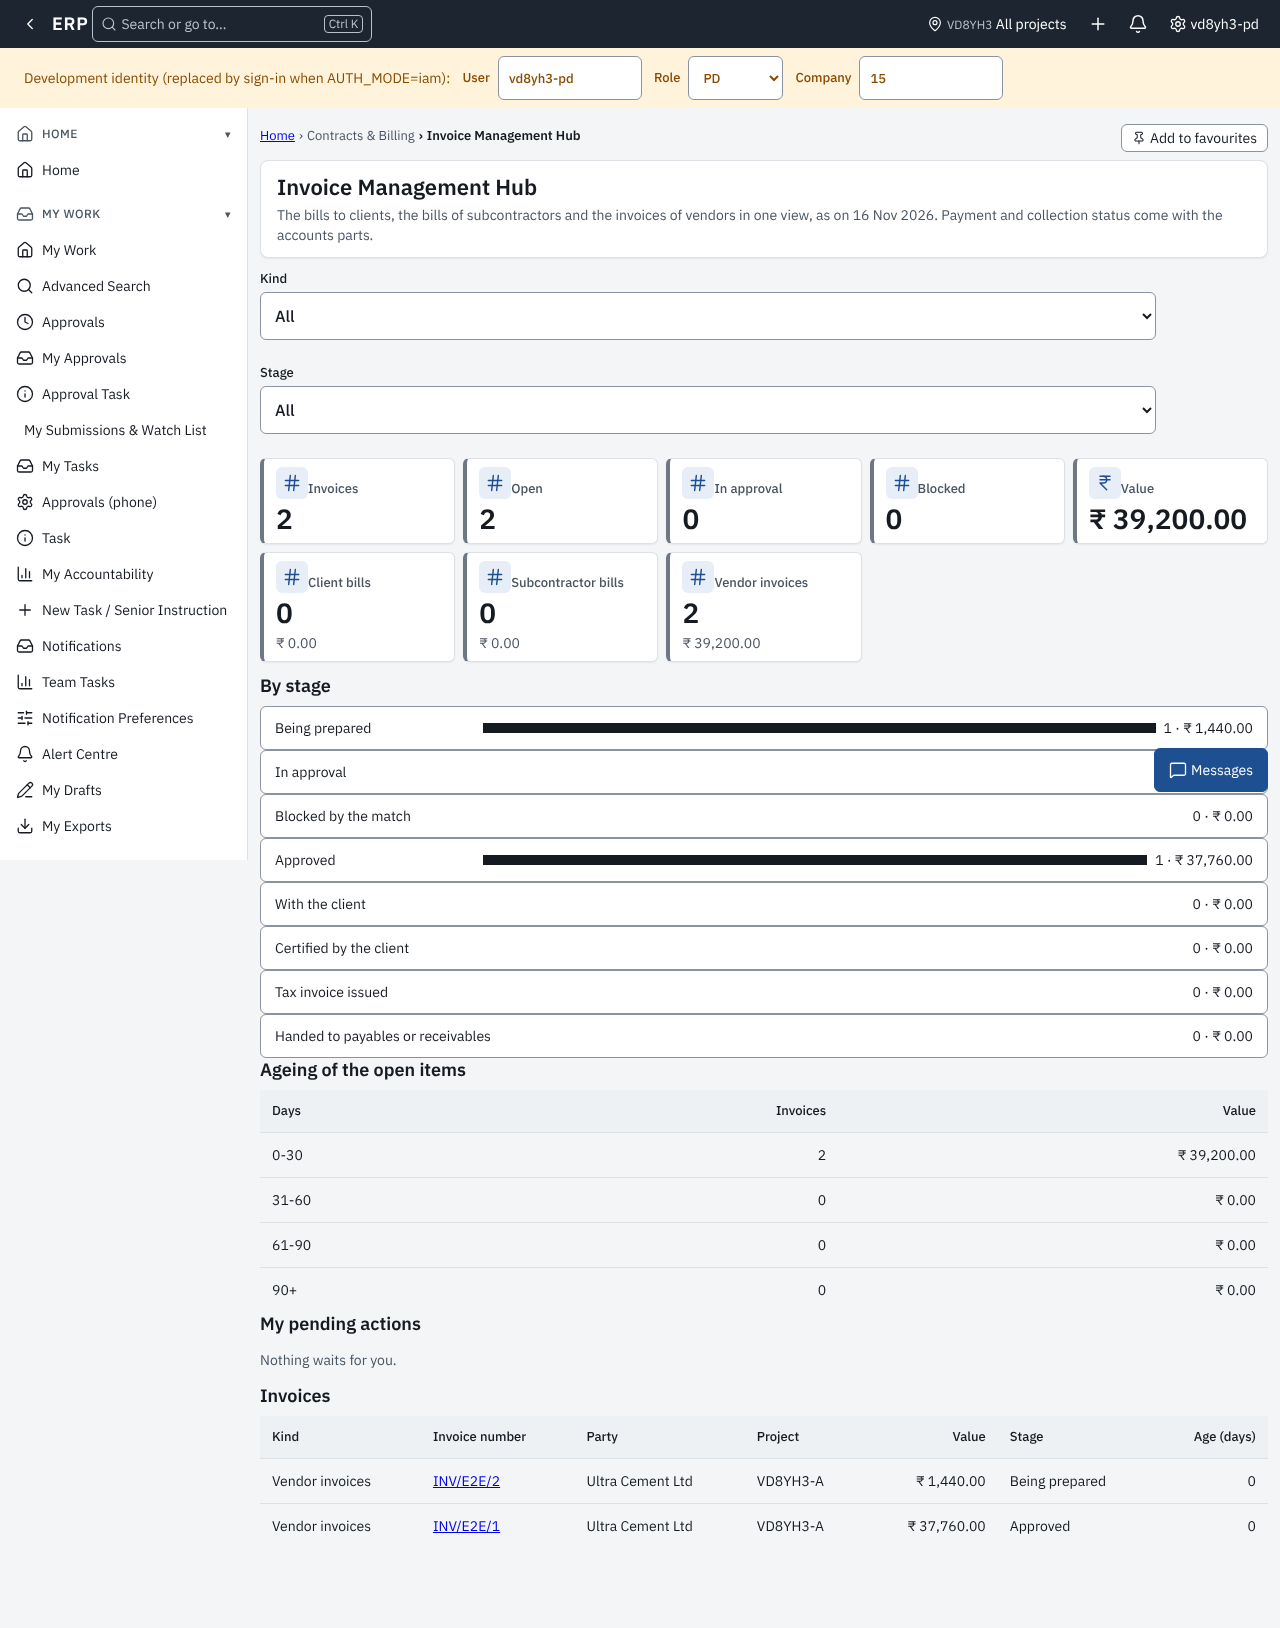 ERP
Search or go to...
Ctrl K
VD8YH3 All projects
vd8yh3-pd
Development identity (replaced by sign-in when AUTH_MODE=iam):
User
vd8yh3-pd
Role
PD
Company
15
HOME
Home
MY WORK
My Work
Advanced Search
Approvals
My Approvals
Approval Task
My Submissions & Watch List
My Tasks
Approvals (phone)
Task
My Accountability
New Task / Senior Instruction
Notifications
Team Tasks
Notification Preferences
Alert Centre
My Drafts
My Exports
Home › Contracts & Billing › Invoice Management Hub
Add to favourites
Invoice Management Hub
The bills to clients, the bills of subcontractors and the invoices of vendors in one view, as on 16 Nov 2026. Payment and collection status come with the
accounts parts.
Kind
All
Stage
All
# Invoices
2
# Open
2
# In approval
0
# Blocked
0
₹ Value
₹ 39,200.00
# Client bills
0
₹ 0.00
# Subcontractor bills
0
₹ 0.00
# Vendor invoices
2
₹ 39,200.00
By stage
Being prepared 1 · ₹ 1,440.00
In approval
Messages
Blocked by the match 0 · ₹ 0.00
Approved 1 · ₹ 37,760.00
With the client 0 · ₹ 0.00
Certified by the client 0 · ₹ 0.00
Tax invoice issued 0 · ₹ 0.00
Handed to payables or receivables 0 · ₹ 0.00
Ageing of the open items
Days Invoices Value
0-30 2 ₹ 39,200.00
31-60 0 ₹ 0.00
61-90 0 ₹ 0.00
90+ 0 ₹ 0.00
My pending actions
Nothing waits for you.
Invoices
Kind Invoice number Party Project Value Stage Age (days)
Vendor invoices INV/E2E/2 Ultra Cement Ltd VD8YH3-A ₹ 1,440.00 Being prepared 0
Vendor invoices INV/E2E/1 Ultra Cement Ltd VD8YH3-A ₹ 37,760.00 Approved 0